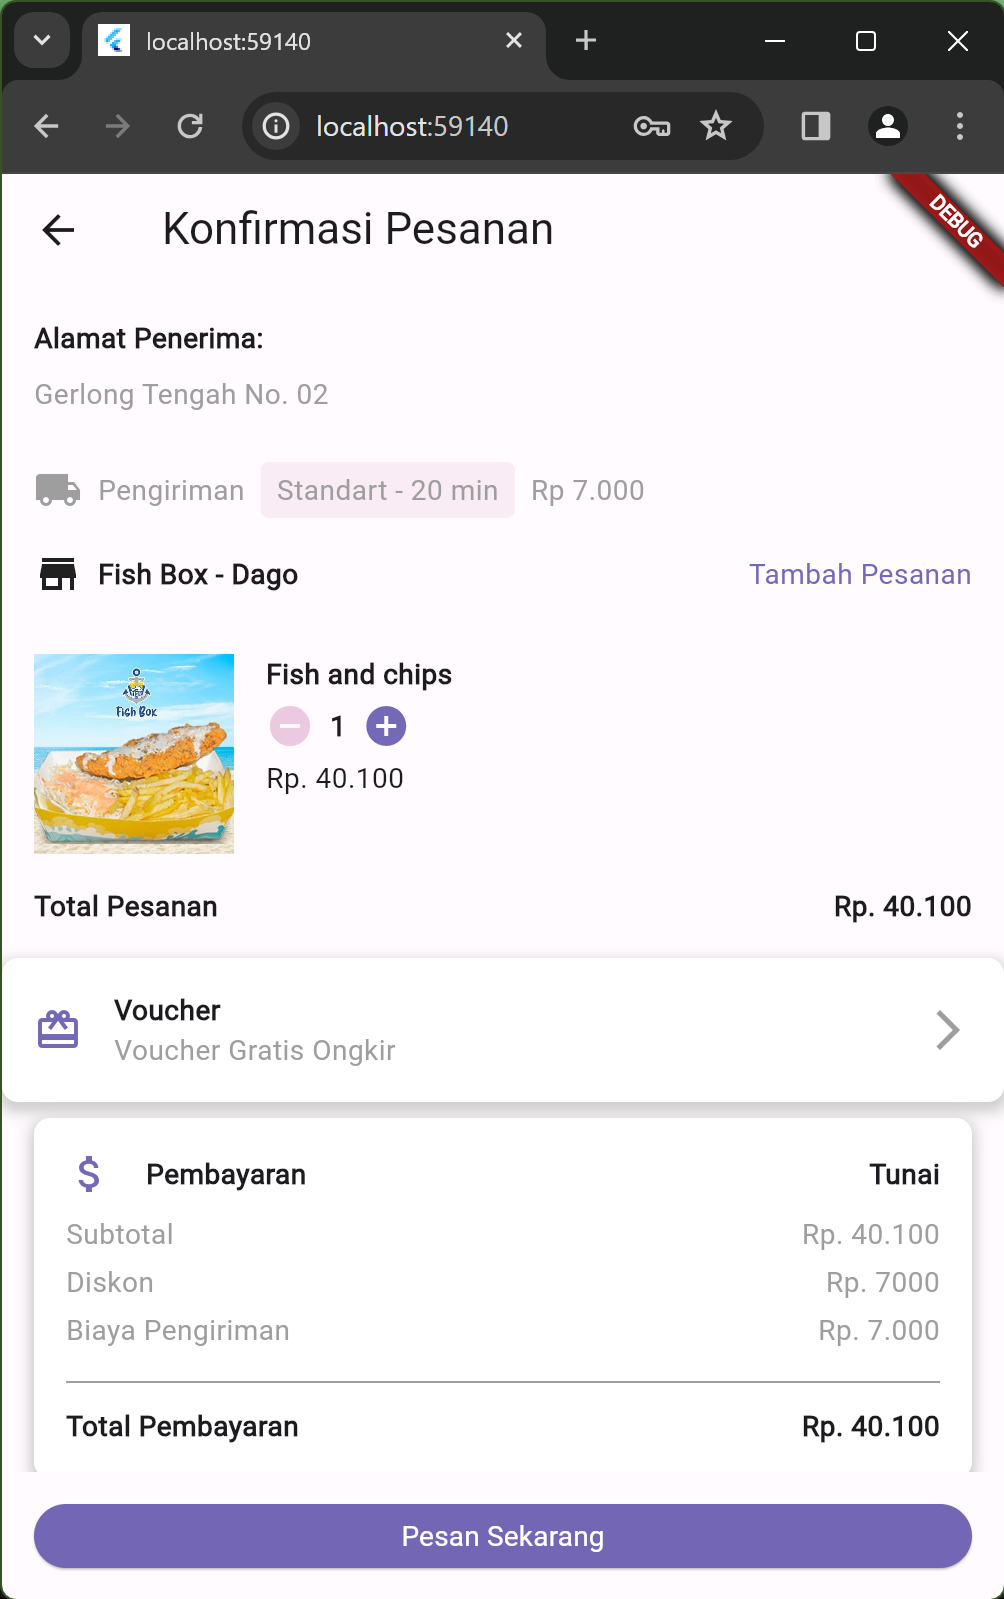 localhost:59140
localhost:59140
DEBUG
Konfirmasi Pesanan
Alamat Penerima:
Gerlong Tengah No. 02
Pengiriman Standart - 20 min Rp 7.000
Fish Box - Dago Tambah Pesanan
Fish Box
Fish and chips
1
Rp. 40.100
Total Pesanan Rp. 40.100
Voucher
Voucher Gratis Ongkir
Pembayaran Tunai
Subtotal Rp. 40.100
Diskon Rp. 7000
Biaya Pengiriman Rp. 7.000
Total Pembayaran Rp. 40.100
Pesan Sekarang